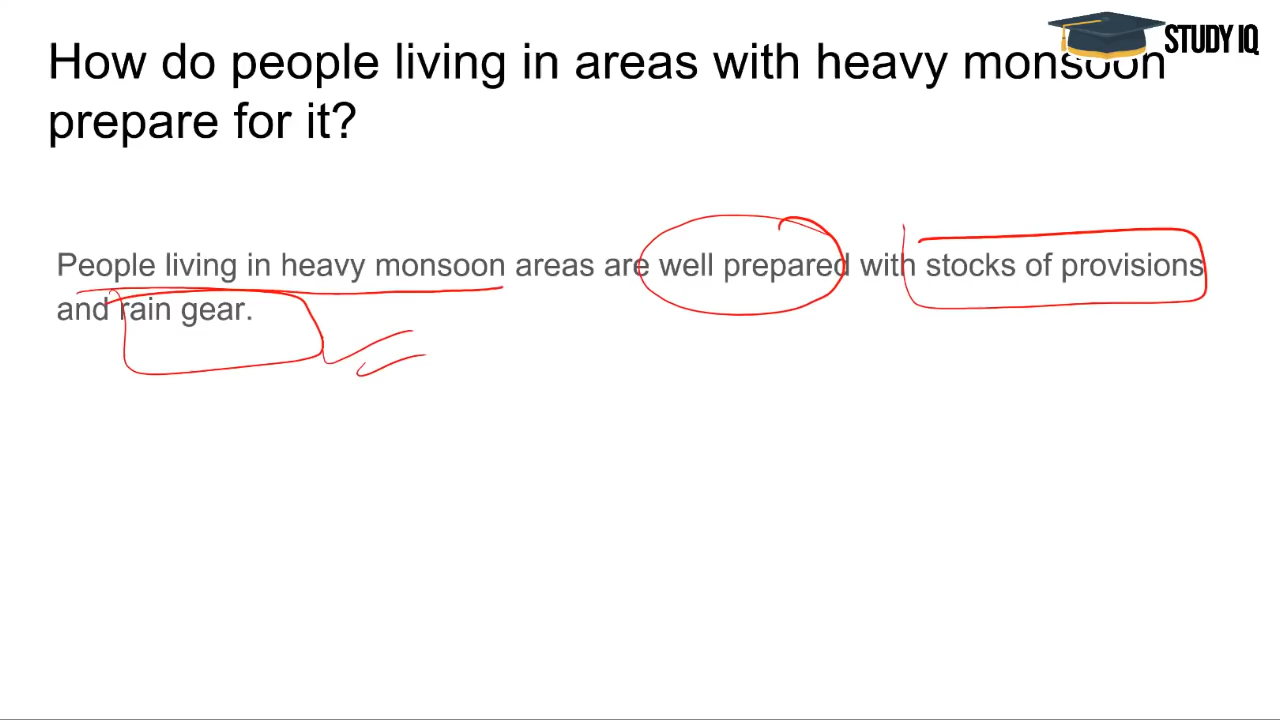 STUDY IQ
How do people living in areas with heavy monsoon
prepare for it?
People living in heavy monsoon areas are well prepared with stocks of provisions
and rain gear.